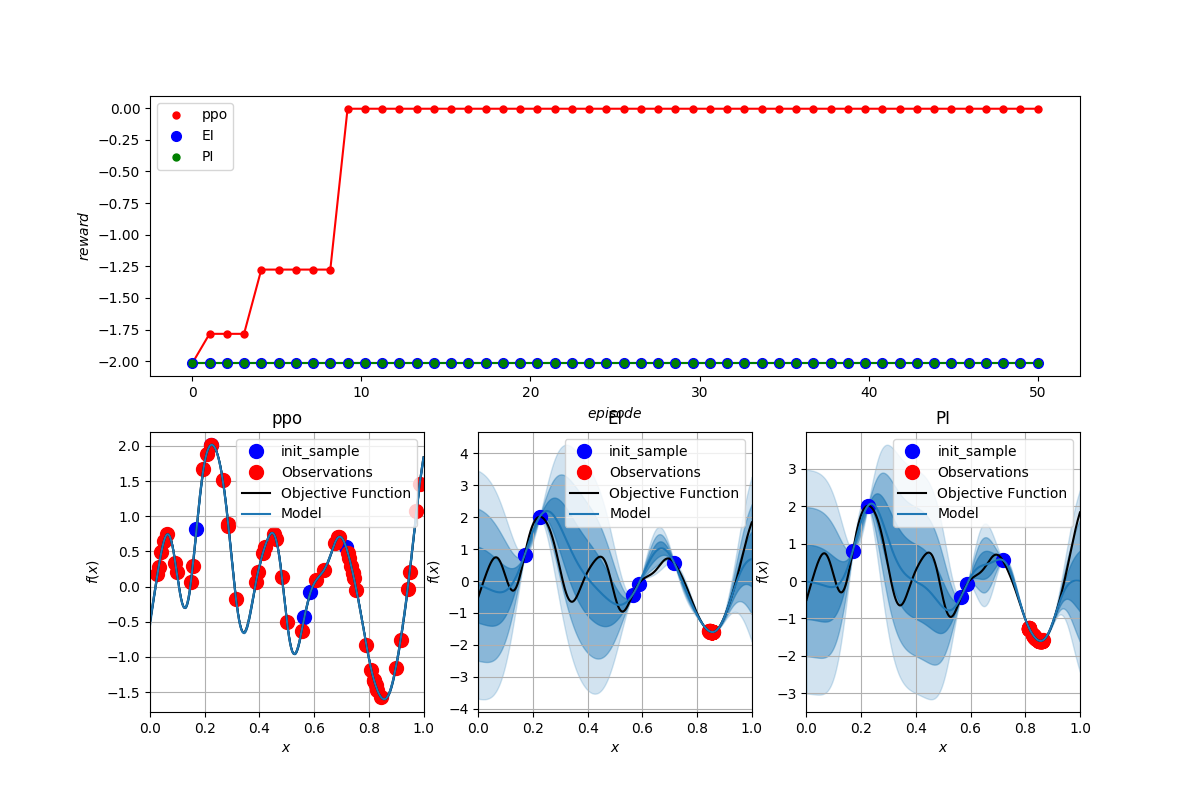 0.00
−0.25
−0.50
−0.75
−1.00
−1.25
−1.50
−1.75
−2.00
reward
ppo
EI
PI
0 10 20 30 40 50
episode
ppo
2.0
1.5
1.0
0.5
0.0
−0.5
−1.0
−1.5
f(x)
init_sample
Observations
Objective Function
Model
0.0 0.2 0.4 0.6 0.8 1.0
x
EI
4
3
2
1
0
−1
−2
−3
−4
f(x)
init_sample
Observations
Objective Function
Model
0.0 0.2 0.4 0.6 0.8 1.0
x
PI
3
2
1
0
−1
−2
−3
f(x)
init_sample
Observations
Objective Function
Model
0.0 0.2 0.4 0.6 0.8 1.0
x